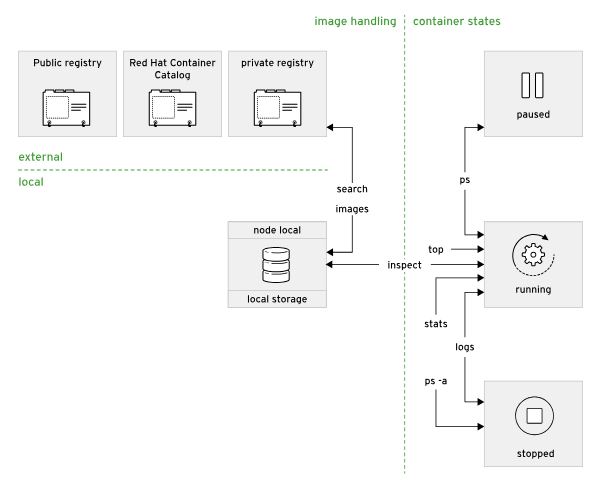 image handling
container states
Public registry
Red Hat Container
Catalog
private registry
paused
external
local
ps
search
images
node local
local storage
top
inspect
running
stats
logs
ps -a
stopped